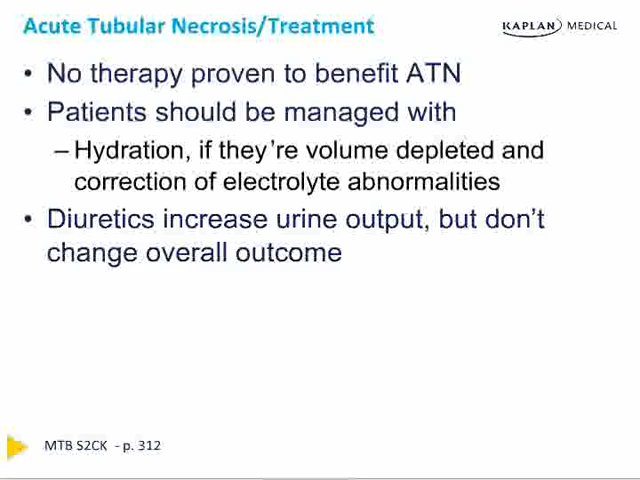 Acute Tubular Necrosis/Treatment
KAPLAN MEDICAL
• No therapy proven to benefit ATN
• Patients should be managed with
– Hydration, if they're volume depleted and
correction of electrolyte abnormalities
• Diuretics increase urine output, but don't
change overall outcome
MTB S2CK - p. 312